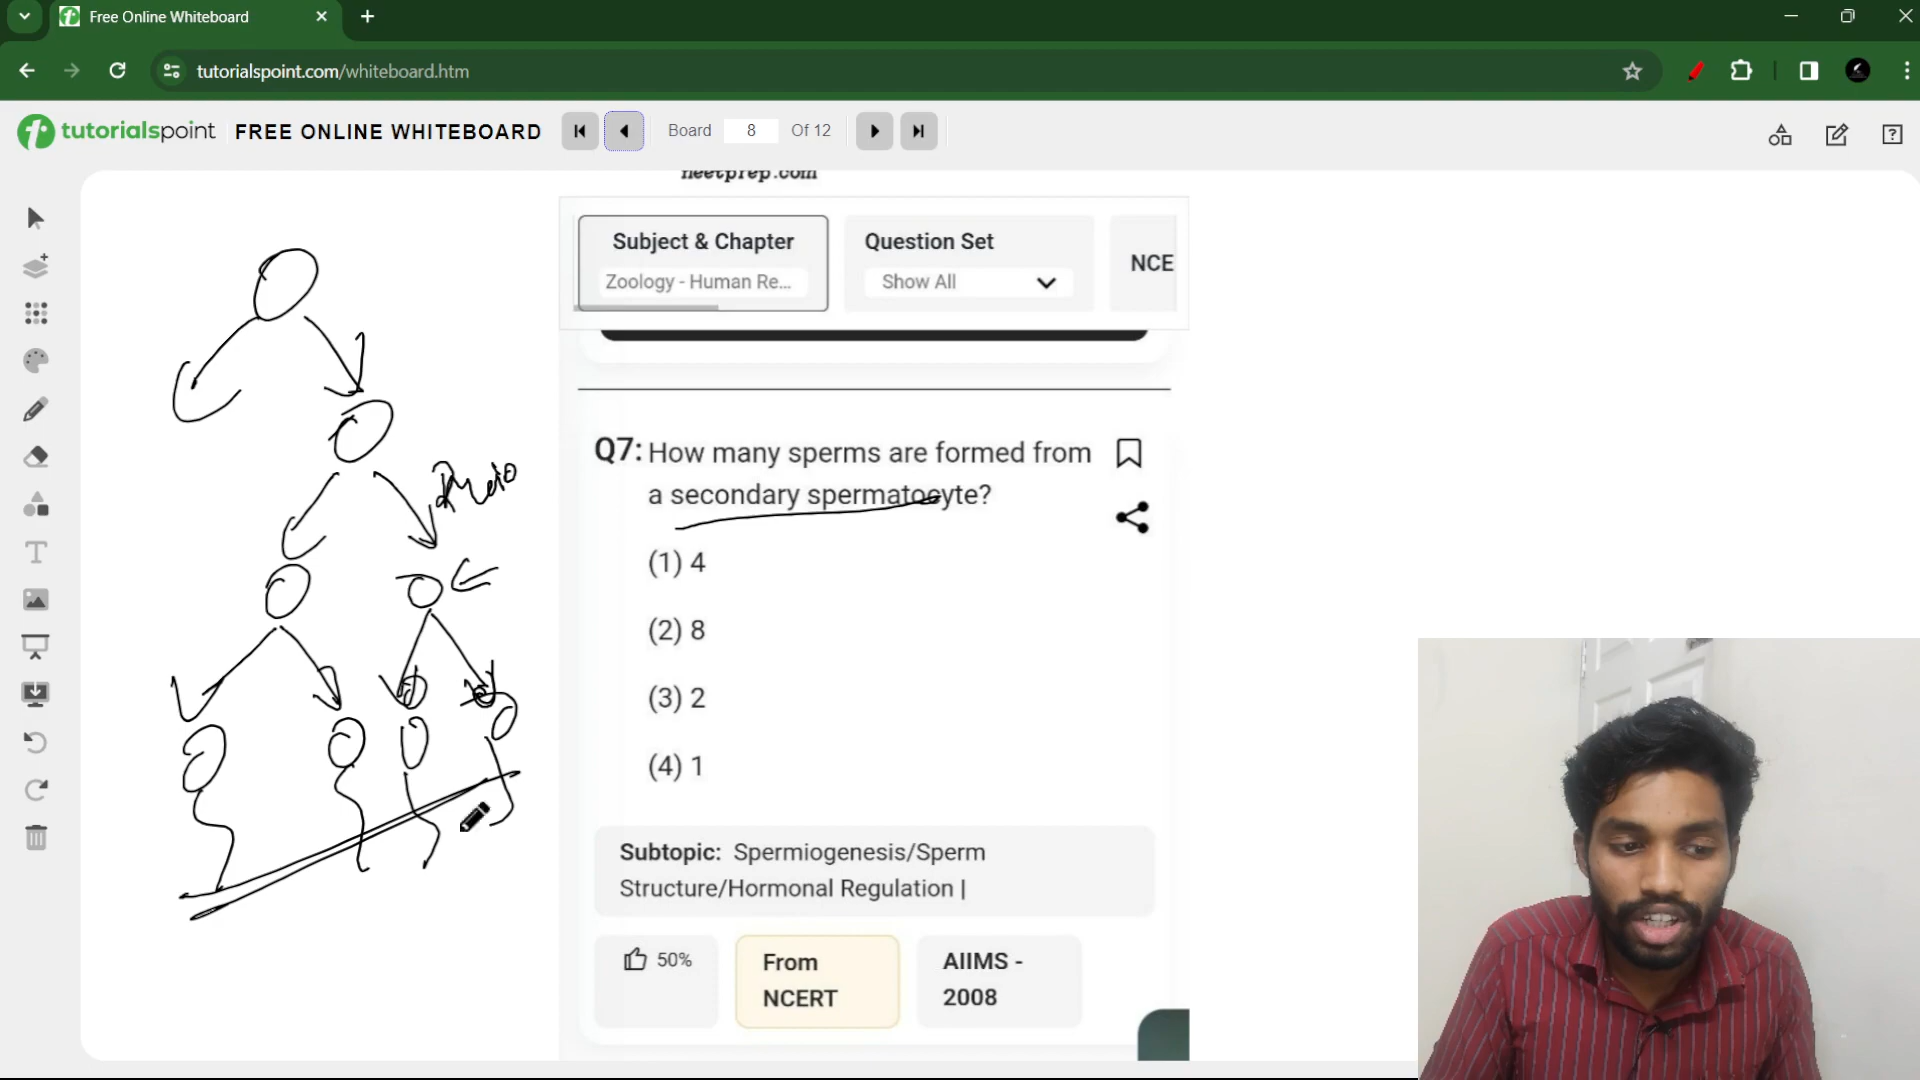 Free Online Whiteboard
tutorialspoint.com/whiteboard.htm
tutorialspoint
FREE ONLINE WHITEBOARD
Board 8 Of 12
neetprep.com
Subject & Chapter
Zoology - Human Re...
Question Set
Show All
NCE
Q7: How many sperms are formed from
a secondary spermatocyte?
(1) 4
(2) 8
(3) 2
(4) 1
Subtopic: Spermiogenesis/Sperm
Structure/Hormonal Regulation |
50%
From
NCERT
AIIMS -
2008